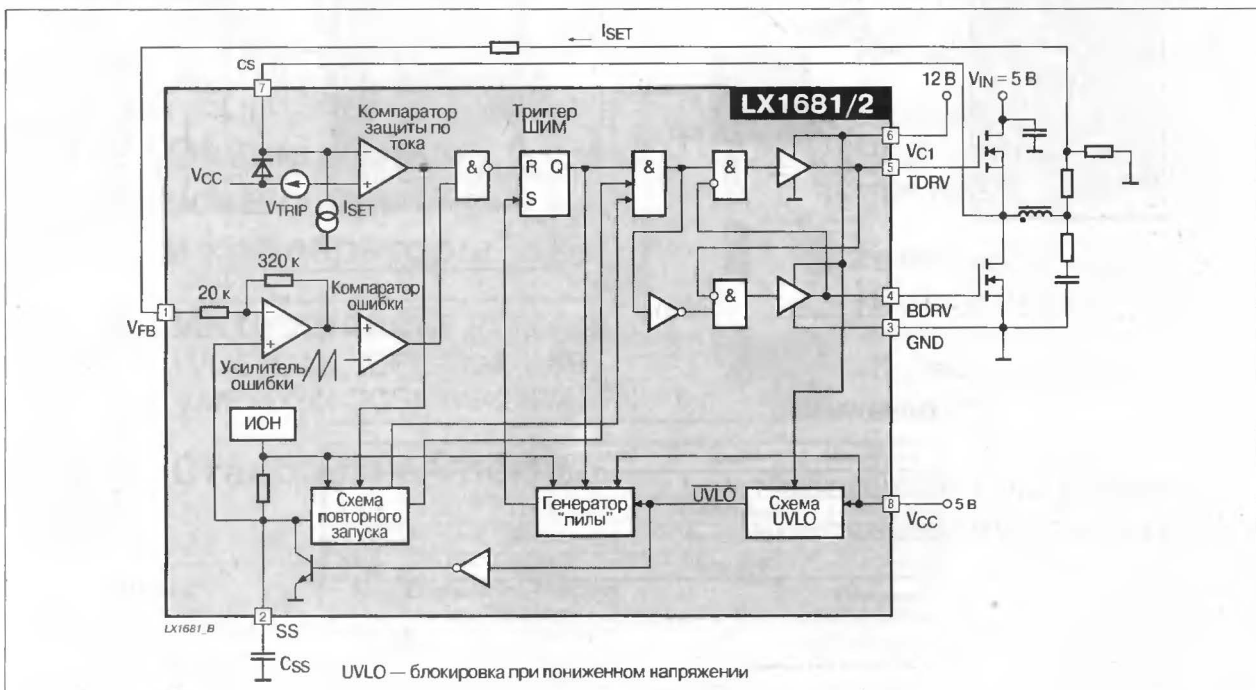 ISET
CS
7
12 В
VIN = 5 В
LX1681/2
Компаратор
защиты по
тока
Триггер
ШИМ
6
VC1
5
TDRV
VCC
VTRIP
ISET
&
R Q
S
&
&
320 к
20 к
Компаратор
ошибки
1
VFB
Усилитель
ошибки
&
4
BDRV
3
GND
ИОН
Схема
повторного
запуска
Генератор
"пилы"
UVLO
Схема
UVLO
8
VCC
5 В
2
SS
LX1681_B
CSS
UVLO — блокировка при пониженном напряжении